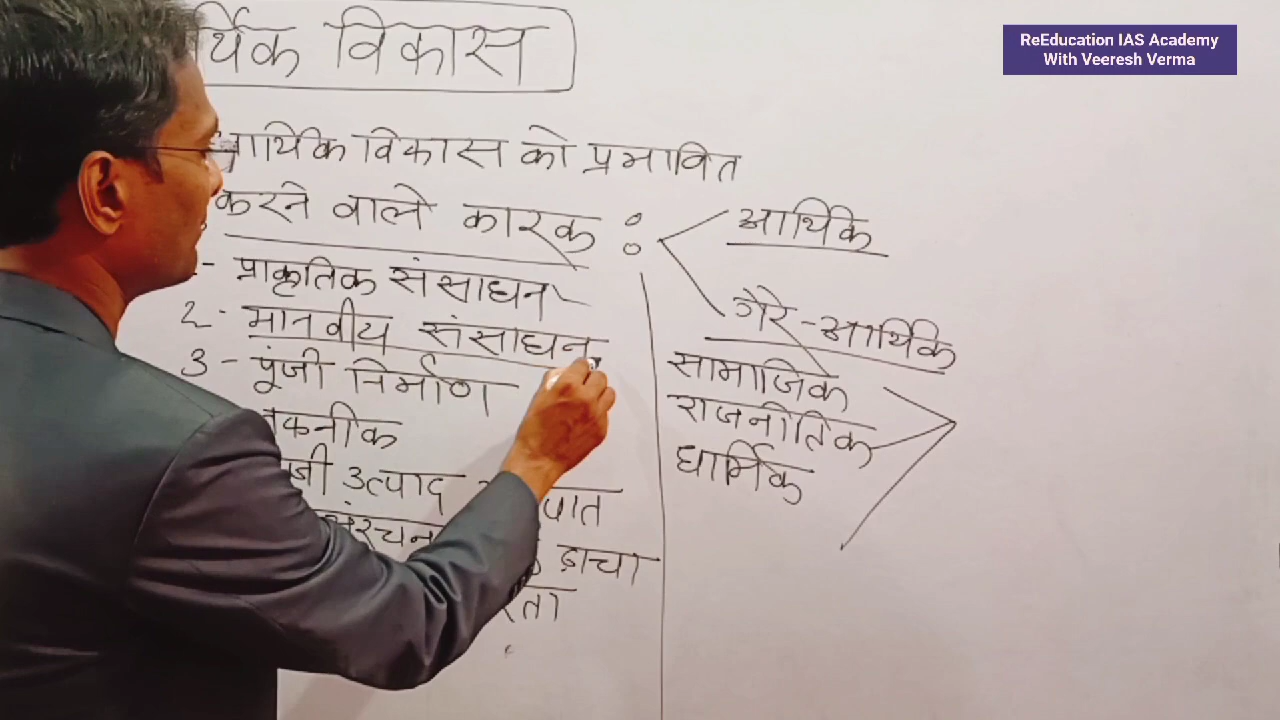 ReEducation IAS Academy
With Veeresh Verma
विकास
आर्थिक विकास को प्रभावित
करने वाले कारक :
आर्थिक
गैर-आर्थिक
प्राकृतिक संसाधन
2- मानवीय संसाधन
3- पूंजी निर्माण
तकनीक
उत्पाद
ढ़ाचा
सामाजिक
राजनीतिक
धार्मिक